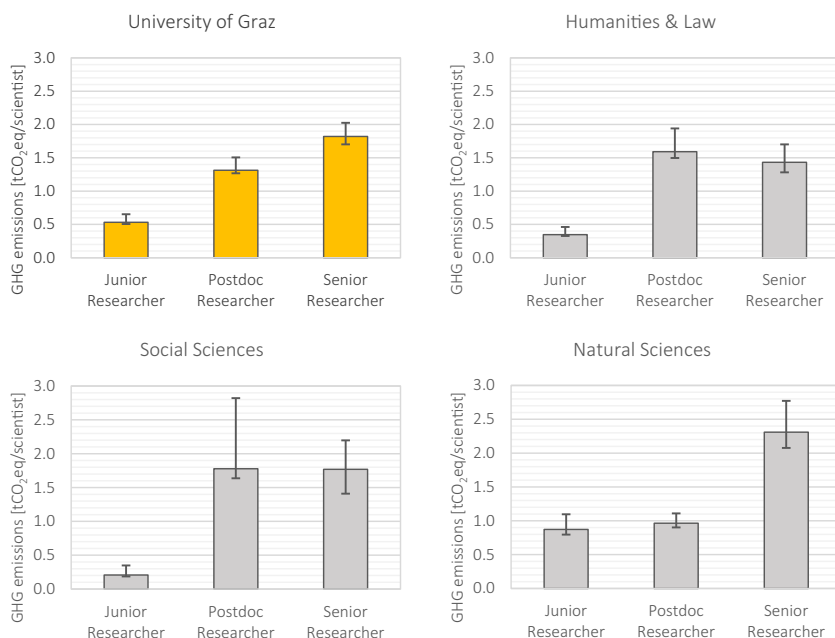 University of Graz
GHG emissions [tCO₂eq/scientist]
3.0
2.5
2.0
1.5
1.0
0.5
0.0
Junior Researcher
Postdoc Researcher
Senior Researcher
Humanities & Law
GHG emissions [tCO₂eq/scientist]
3.0
2.5
2.0
1.5
1.0
0.5
0.0
Junior Researcher
Postdoc Researcher
Senior Researcher
Social Sciences
GHG emissions [tCO₂eq/scientist]
3.0
2.5
2.0
1.5
1.0
0.5
0.0
Junior Researcher
Postdoc Researcher
Senior Researcher
Natural Sciences
GHG emissions [tCO₂eq/scientist]
3.0
2.5
2.0
1.5
1.0
0.5
0.0
Junior Researcher
Postdoc Researcher
Senior Researcher